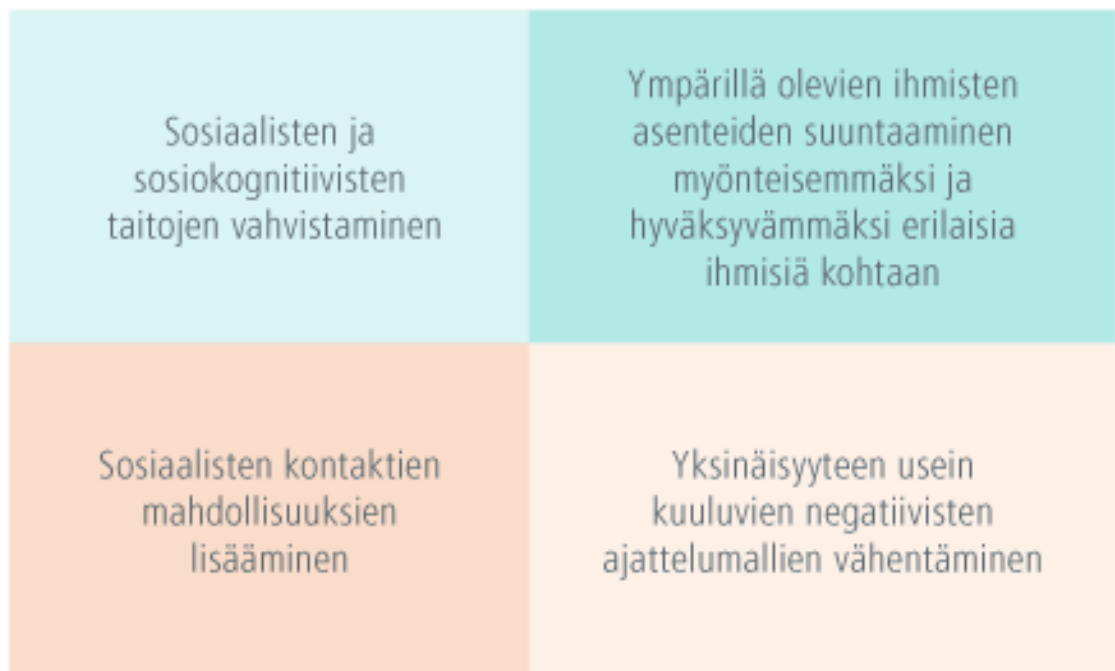 Sosiaalisten ja
sosiokognitiivisten
taitojen vahvistaminen
Ympärillä olevien ihmisten
asenteiden suuntaaminen
myönteisemmäksi ja
hyväksyvämmäksi erilaisia
ihmisiä kohtaan
Sosiaalisten kontaktien
mahdollisuuksien
lisääminen
Yksinäisyyteen usein
kuuluvien negatiivisten
ajattelumallien vähentäminen